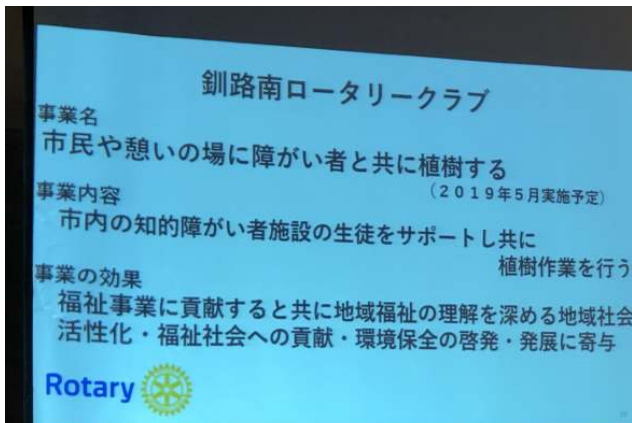 釧路南ロータリークラブ
事業名
市民や憩いの場に障がい者と共に植樹する
(2019年5月実施予定)
事業内容
市内の知的障がい者施設の生徒をサポートし共に
植樹作業を行う
事業の効果
福祉事業に貢献すると共に地域福祉の理解を深める地域社会
活性化・福祉社会への貢献・環境保全の啓発・発展に寄与
Rotary